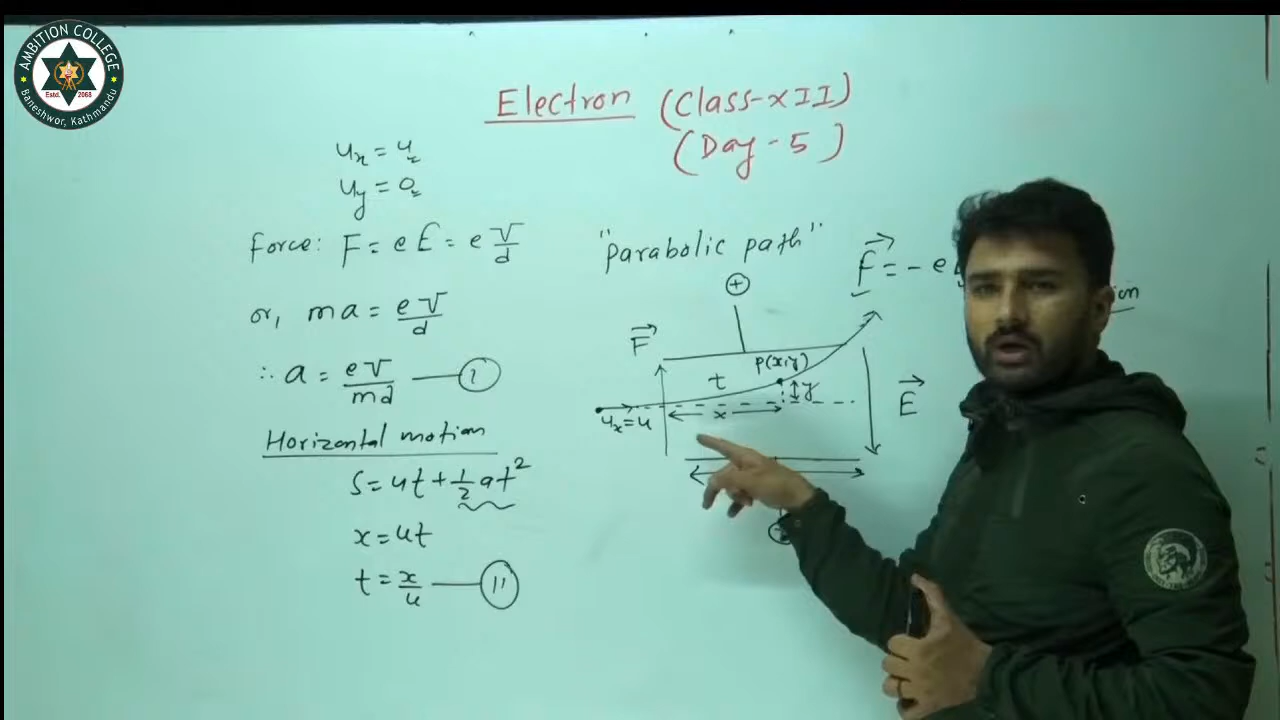 AMBITION COLLEGE
Estd. 2068
Baneshwor, Kathmandu
Electron (Class-XII)
(Day-5)
uₓ = u
u_y = 0
Force: F = eE = e V/d
or, ma = eV/d
∴ a = eV/md — (I)
Horizontal motion
S = ut + 1/2 at²
x = ut
t = x/u — (II)
"parabolic path"
F⃗ = - e
+
F⃗
P(x,y)
t
y
x
uₓ = u
E⃗